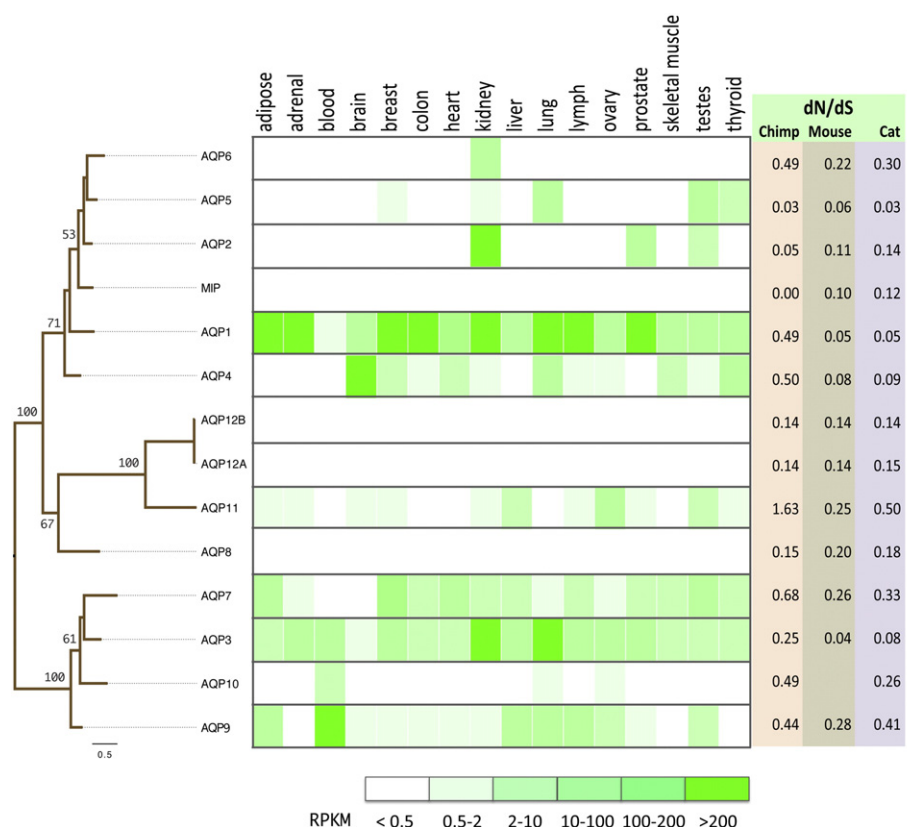 adipose adrenal blood brain breast colon heart kidney liver lung lymph ovary prostate skeletal muscle testes thyroid
dN/dS
Chimp Mouse Cat
AQP6 0.49 0.22 0.30
AQP5 0.03 0.06 0.03
53
AQP2 0.05 0.11 0.14
MIP 0.00 0.10 0.12
71
AQP1 0.49 0.05 0.05
AQP4 0.50 0.08 0.09
100
AQP12B 0.14 0.14 0.14
100
AQP12A 0.14 0.14 0.15
AQP11 1.63 0.25 0.50
67
AQP8 0.15 0.20 0.18
AQP7 0.68 0.26 0.33
61
AQP3 0.25 0.04 0.08
100
AQP10 0.49 0.26
AQP9 0.44 0.28 0.41
0.5
RPKM < 0.5 0.5-2 2-10 10-100 100-200 >200